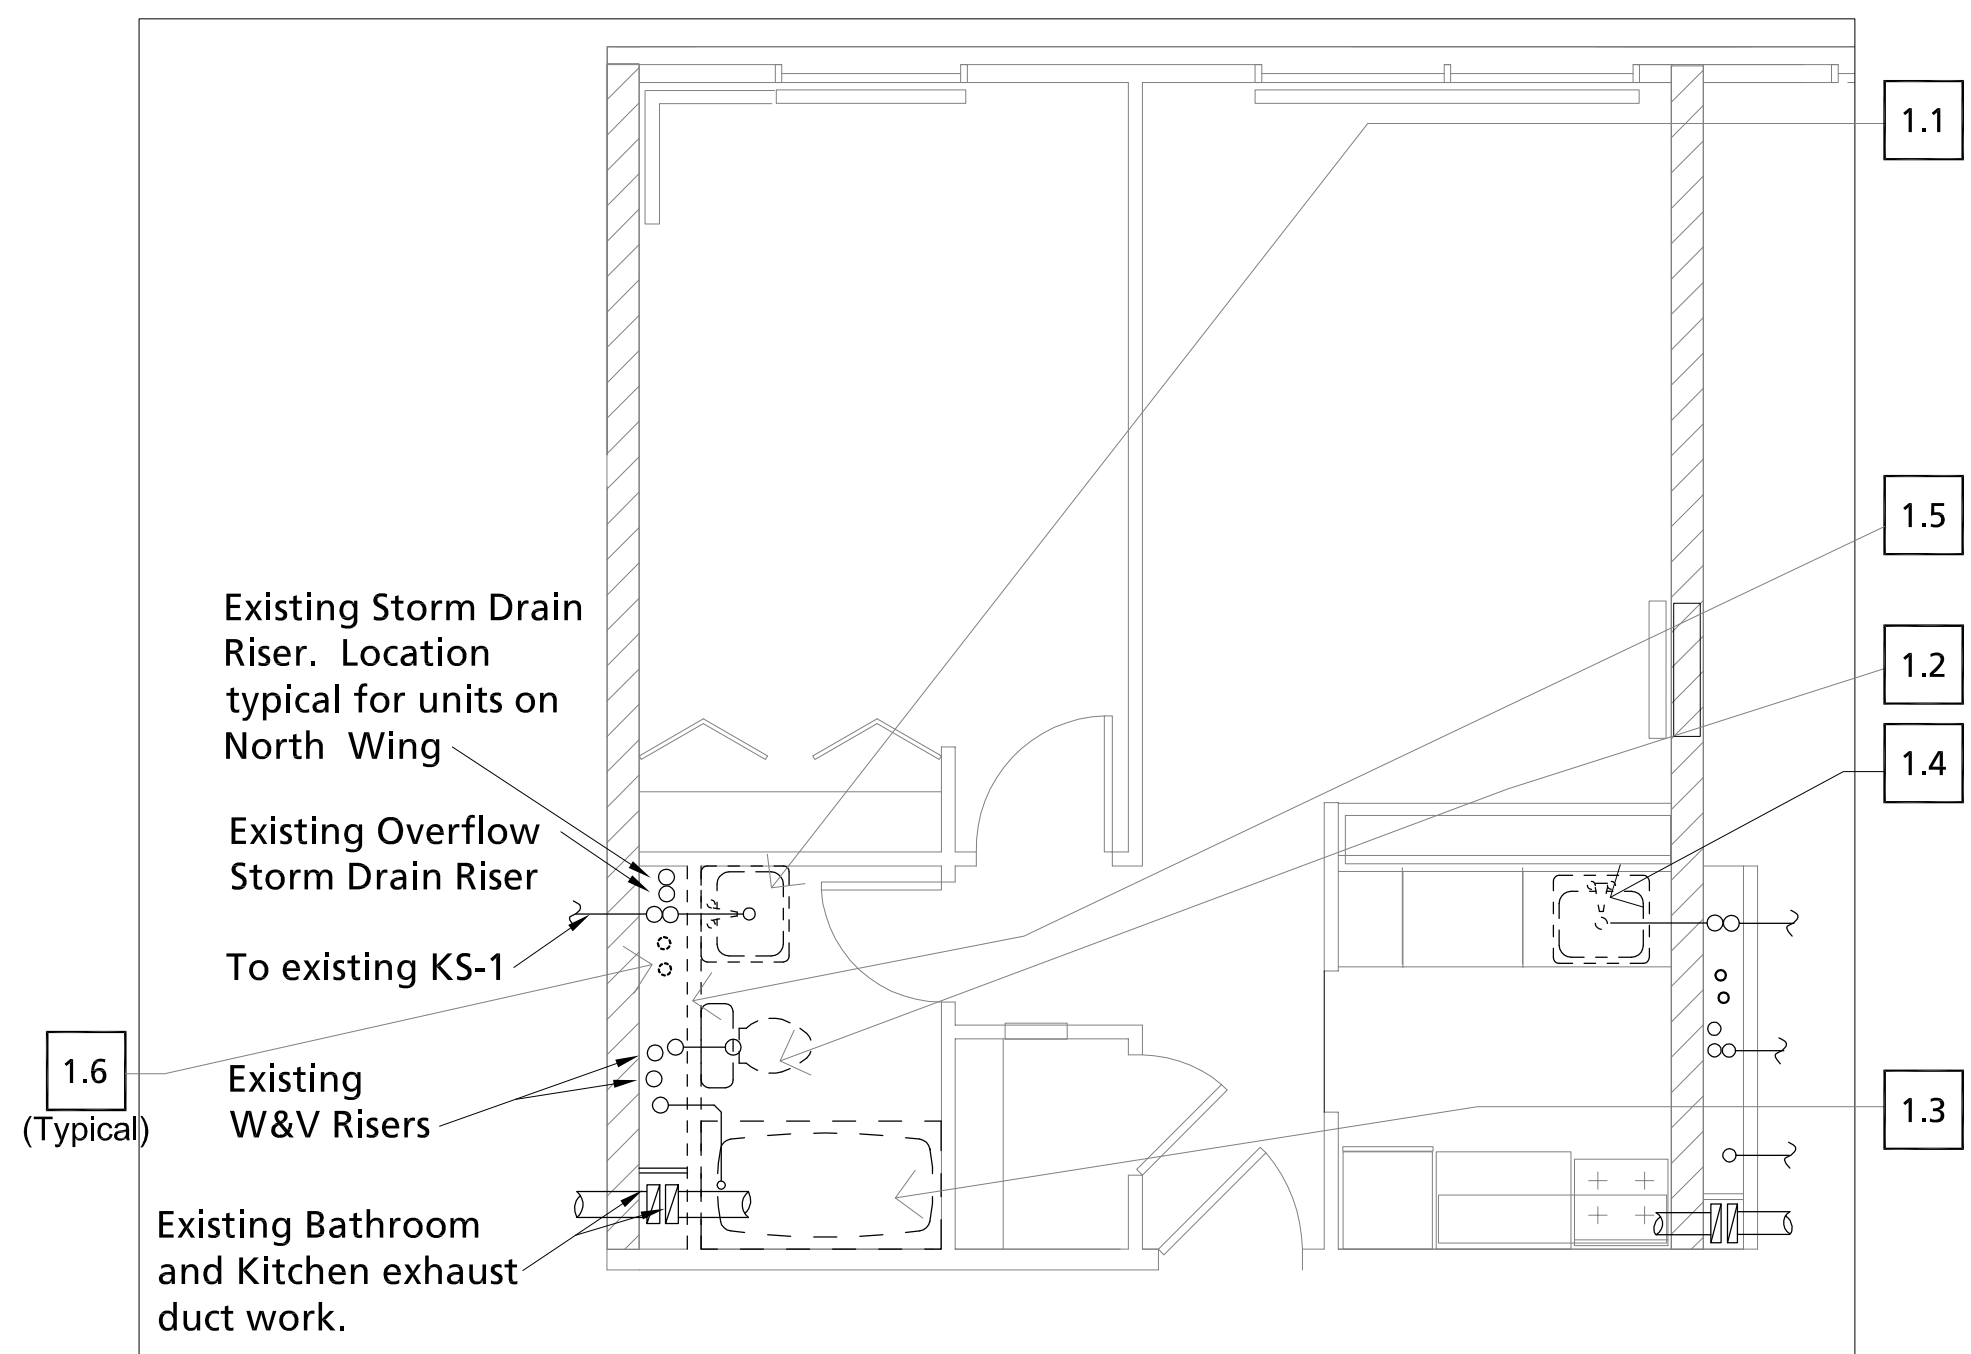 1.1
1.5
Existing Storm Drain
Riser.  Location
typical for units on
North  Wing
1.2
1.4
Existing Overflow
Storm Drain Riser
To existing KS-1
1.6
(Typical)
Existing
W&V Risers
1.3
Existing Bathroom
and Kitchen exhaust
duct work.